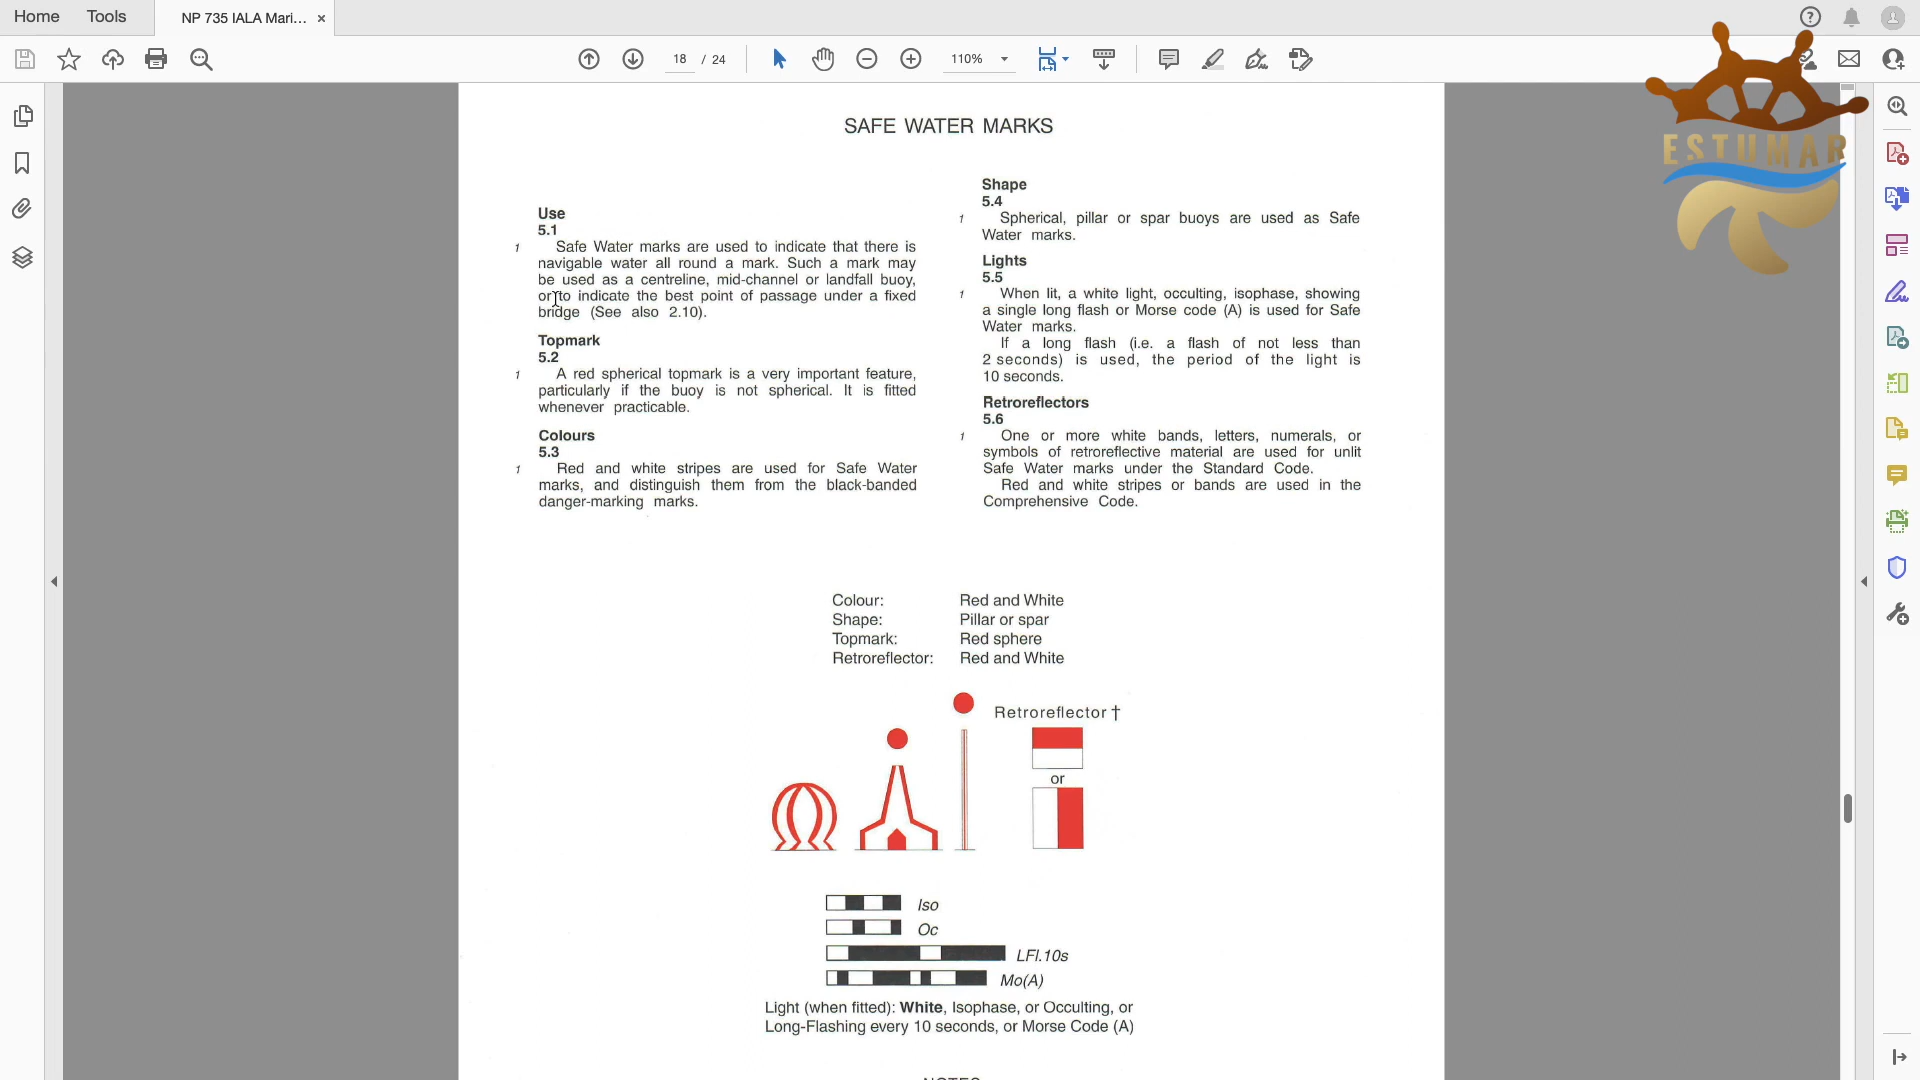 Home
Tools
NP 735 IALA Mari... ×
18 / 24
110%
ESTUMAR
SAFE WATER MARKS
Use
5.1
1 Safe Water marks are used to indicate that there is
navigable water all round a mark. Such a mark may
be used as a centreline, mid-channel or landfall buoy,
or to indicate the best point of passage under a fixed
bridge (See also 2.10).
Topmark
5.2
1 A red spherical topmark is a very important feature,
particularly if the buoy is not spherical. It is fitted
whenever practicable.
Colours
5.3
1 Red and white stripes are used for Safe Water
marks, and distinguish them from the black-banded
danger-marking marks.
Shape
5.4
1 Spherical, pillar or spar buoys are used as Safe
Water marks.
Lights
5.5
1 When lit, a white light, occulting, isophase, showing
a single long flash or Morse code (A) is used for Safe
Water marks.
If a long flash (i.e. a flash of not less than
2 seconds) is used, the period of the light is
10 seconds.
Retroreflectors
5.6
1 One or more white bands, letters, numerals, or
symbols of retroreflective material are used for unlit
Safe Water marks under the Standard Code.
Red and white stripes or bands are used in the
Comprehensive Code.
Colour: Red and White
Shape: Pillar or spar
Topmark: Red sphere
Retroreflector: Red and White
Retroreflector †
or
Iso
Oc
LFl.10s
Mo(A)
Light (when fitted): White, Isophase, or Occulting, or
Long-Flashing every 10 seconds, or Morse Code (A)